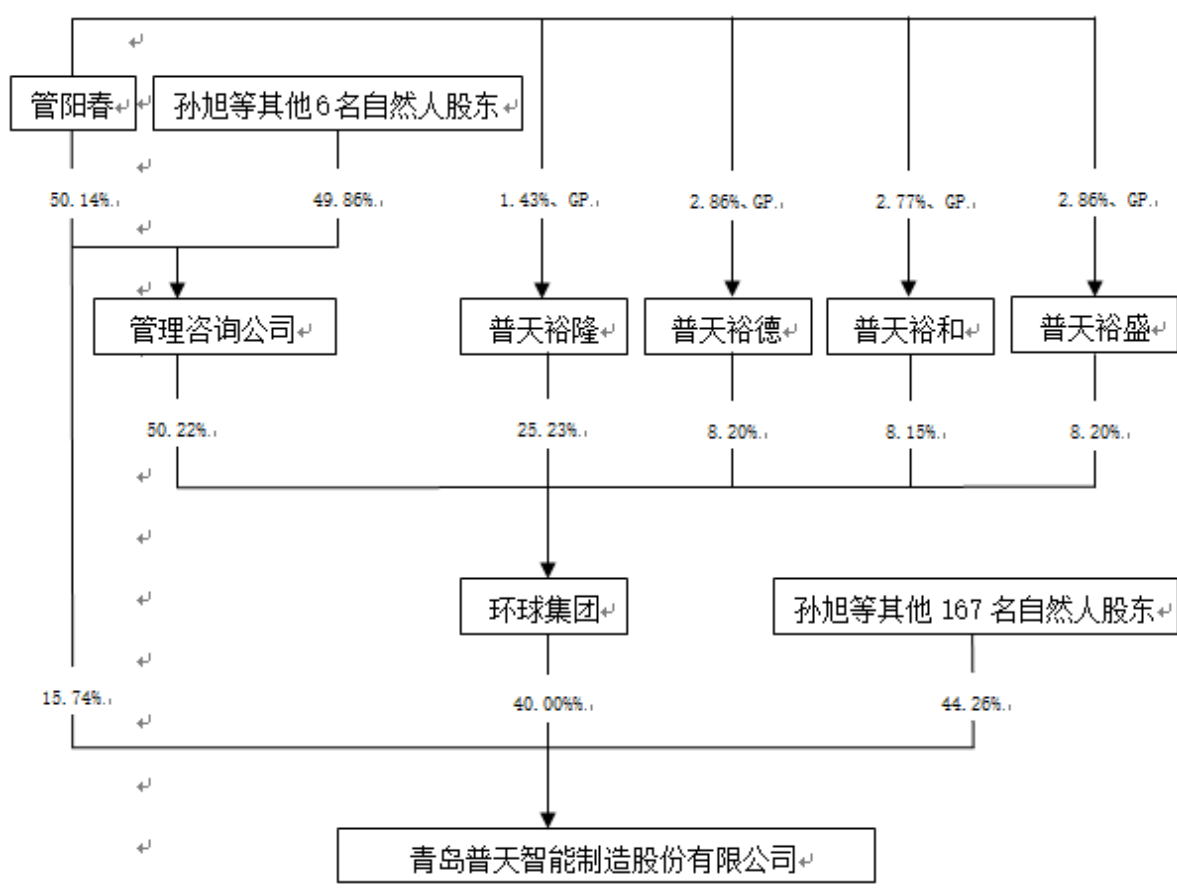 管阳春
孙旭等其他6名自然人股东
50.14%
49.86%
1.43%、GP
2.86%、GP
2.77%、GP
2.86%、GP
管理咨询公司
普天裕隆
普天裕德
普天裕和
普天裕盛
50.22%
25.23%
8.20%
8.15%
8.20%
环球集团
孙旭等其他 167 名自然人股东
15.74%
40.00%%
44.26%
青岛普天智能制造股份有限公司